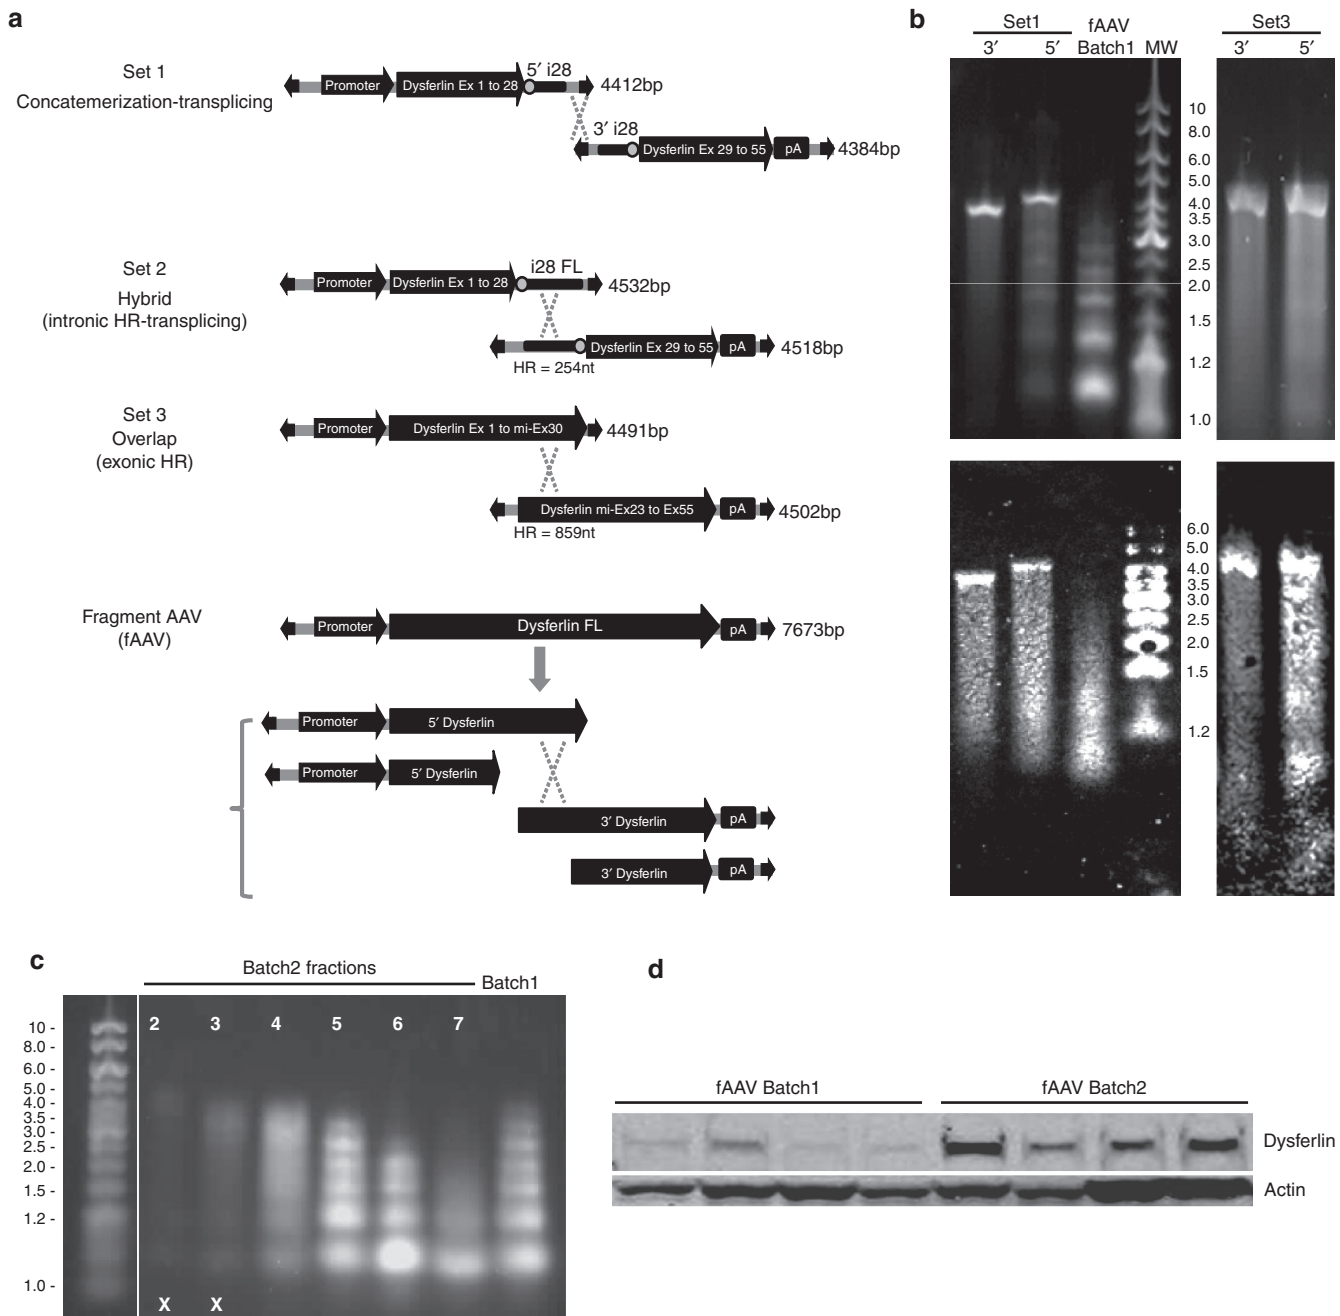 a
Set 1
Concatemerization-transplicing
Promoter
Dysferlin Ex 1 to 28
5′ i28
4412bp
3′ i28
Dysferlin Ex 29 to 55
pA
4384bp
Set 2
Hybrid
(intronic HR-transplicing)
Promoter
Dysferlin Ex 1 to 28
i28 FL
4532bp
Dysferlin Ex 29 to 55
pA
4518bp
HR = 254nt
Set 3
Overlap
(exonic HR)
Promoter
Dysferlin Ex 1 to mi-Ex30
4491bp
Dysferlin mi-Ex23 to Ex55
pA
4502bp
HR = 859nt
Fragment AAV
(fAAV)
Promoter
Dysferlin FL
pA
7673bp
Promoter
5′ Dysferlin
Promoter
5′ Dysferlin
3′ Dysferlin
pA
3′ Dysferlin
pA
b
Set1
fAAV
Set3
3′ 5′ Batch1 MW 3′ 5′
10
8.0
6.0
5.0
4.0
3.5
3.0
2.5
2.0
1.5
1.2
1.0
6.0
5.0
4.0
3.5
3.0
2.5
2.0
1.5
1.2
c
Batch2 fractions
Batch1
2 3 4 5 6 7
10 -
8.0 -
6.0 -
5.0 -
4.0 -
3.5 -
3.0 -
2.5 -
2.0 -
1.5 -
1.2 -
1.0 -
X X
d
fAAV Batch1 fAAV Batch2
Dysferlin
Actin